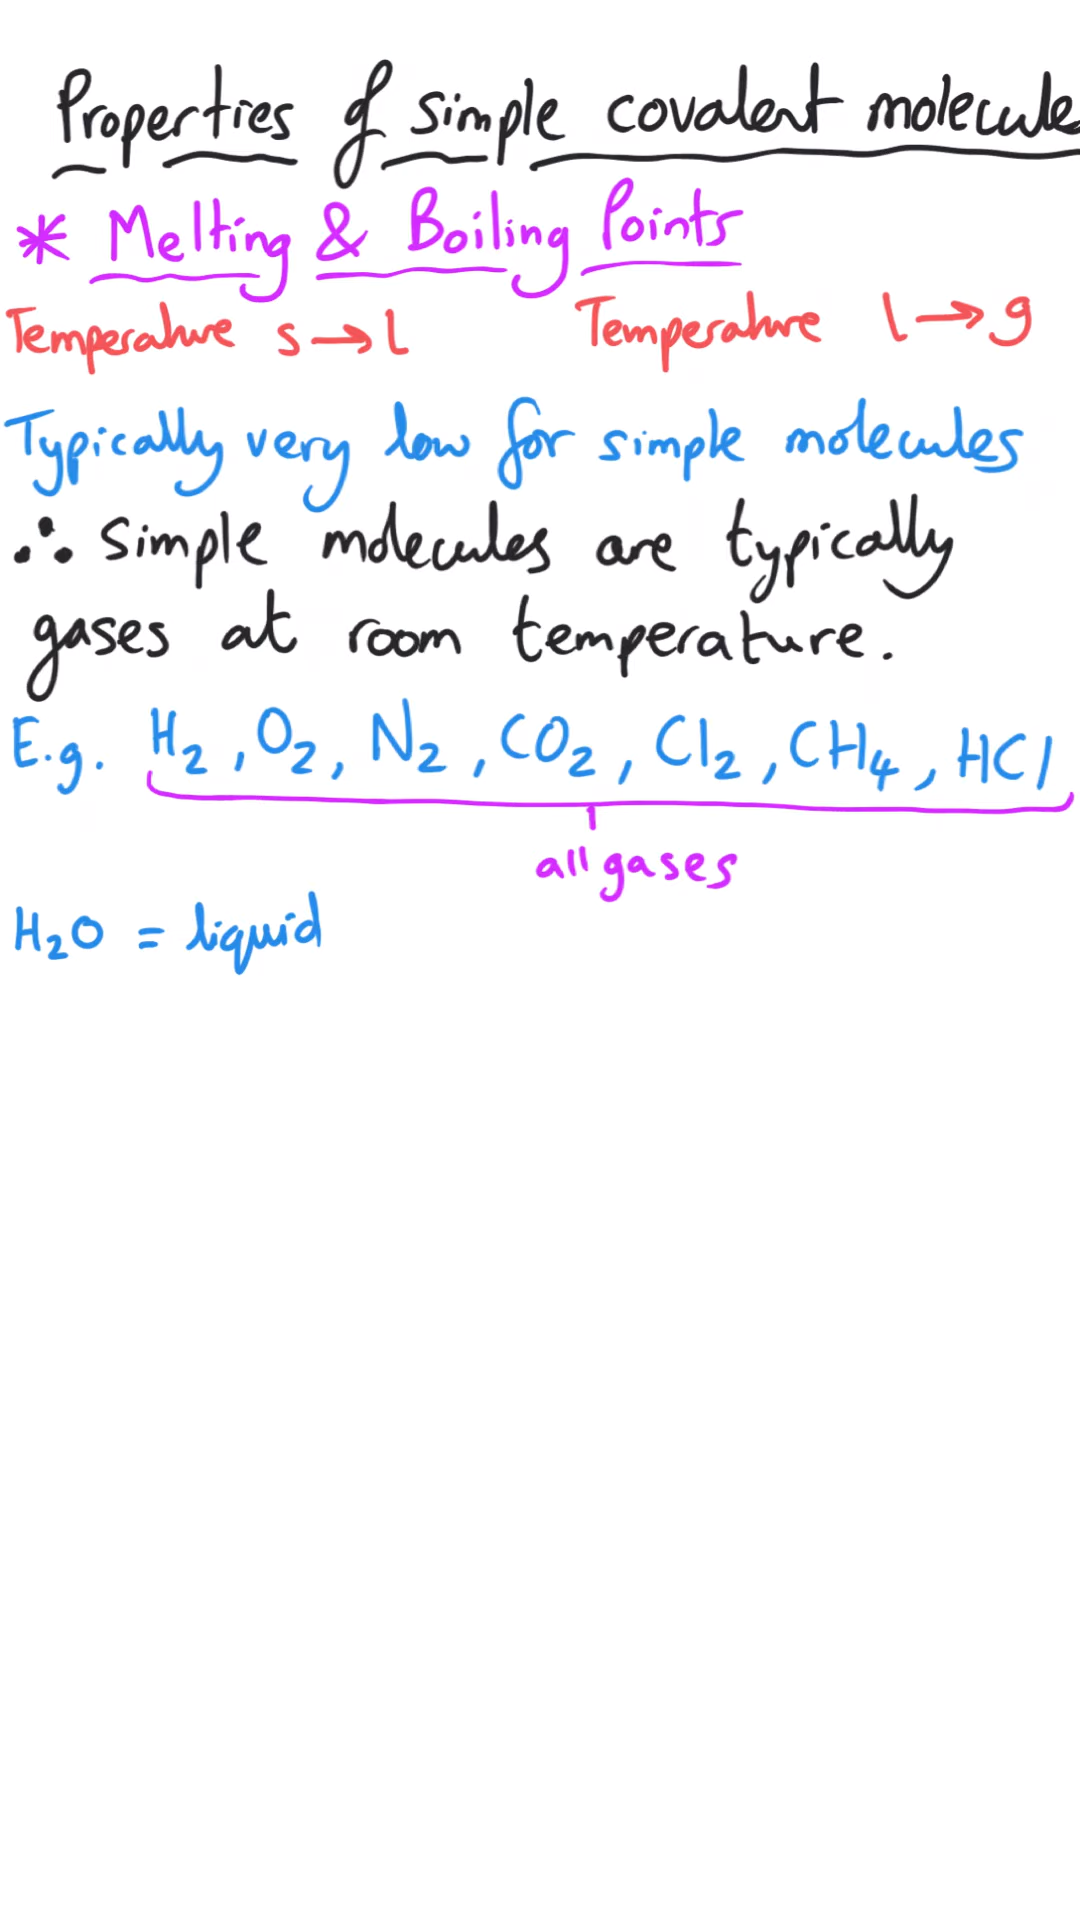 Properties of simple covalent molecule
* Melting & Boiling Points
Temperature s → l Temperature l → g
Typically very low for simple molecules
∴ simple molecules are typically
gases at room temperature.
E.g. H₂, O₂, N₂, CO₂, Cl₂, CH₄, HCl
all gases
H₂O = liquid